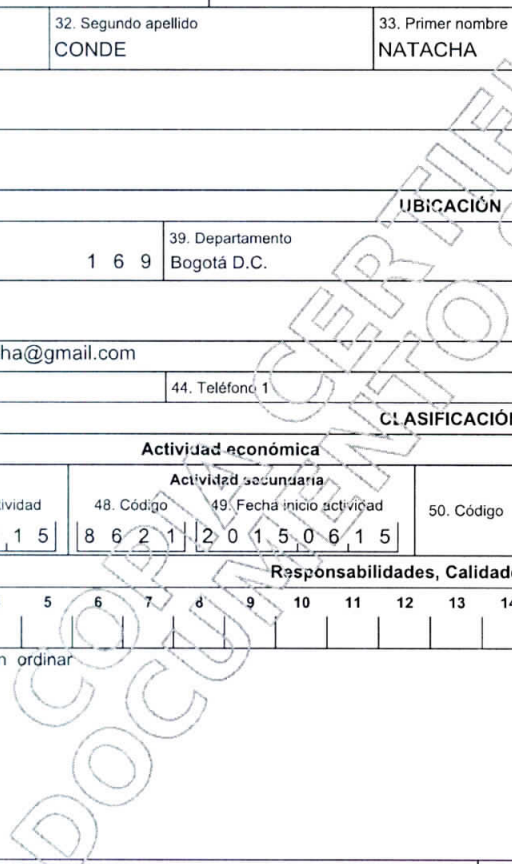 32. Segundo apellido 33. Primer nombre
CONDE NATACHA
UBICACIÓN
39. Departamento
1 6 9 Bogotá D.C.
ha@gmail.com
44. Teléfono 1
CLASIFICACIÓ
Actividad económica
Actividad secundaria
ividad 48. Código 49. Fecha inicio actividad 50. Código
1 5 8 6 2 1 2 0 1 5 0 6 1 5
Responsabilidades, Calidad
5 6 7 8 9 10 11 12 13 14
n ordinar
COPIA CERTIFI
DOCUMENTO